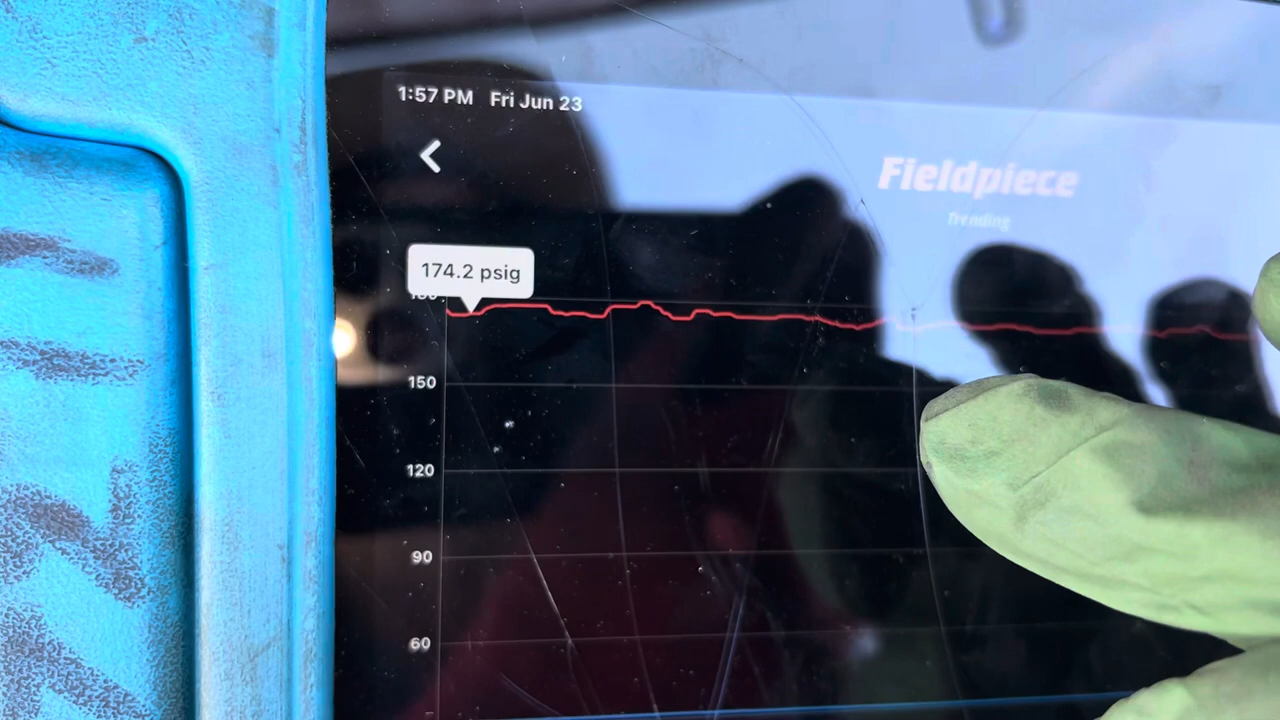 1:57 PM Fri Jun 23
Fieldpiece
Trending
174.2 psig
150
120
90
60